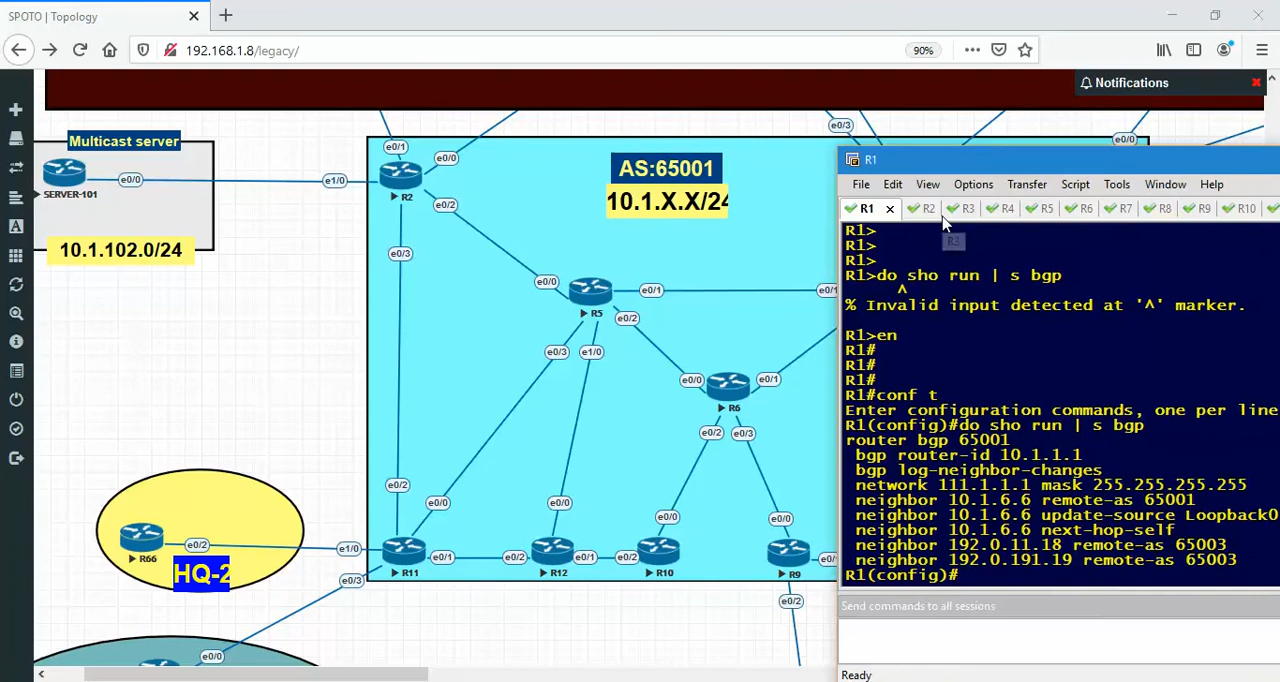 SPOTO | Topology
192.168.1.8/legacy/
90%
Notifications
Multicast server
SERVER-101
e0/0
10.1.102.0/24
e1/0
e0/1
e0/0
R2
e0/2
e0/3
AS:65001
10.1.X.X/24
e0/3
e0/1
e0/0
R5
e0/1
e0/1
e0/2
e0/3
e1/0
e0/0
e0/1
R6
e0/2
e0/3
e0/2
e0/0
e0/0
e0/0
e0/0
R66
e0/2
HQ-2
e1/0
R11
e0/1
e0/2
R12
e0/1
e0/2
R10
R9
e0/1
e0/3
e0/2
e0/0
R1
File Edit View Options Transfer Script Tools Window Help
R1 R2 R3 R4 R5 R6 R7 R8 R9 R10
R3
R1>
R1>
R1>
R1>do sho run | s bgp
^
% Invalid input detected at '^' marker.
R1>en
R1#
R1#
R1#
R1#conf t
Enter configuration commands, one per line
R1(config)#do sho run | s bgp
router bgp 65001
bgp router-id 10.1.1.1
bgp log-neighbor-changes
network 111.1.1.1 mask 255.255.255.255
neighbor 10.1.6.6 remote-as 65001
neighbor 10.1.6.6 update-source Loopback0
neighbor 10.1.6.6 next-hop-self
neighbor 192.0.11.18 remote-as 65003
neighbor 192.0.191.19 remote-as 65003
R1(config)#
Send commands to all sessions
Ready